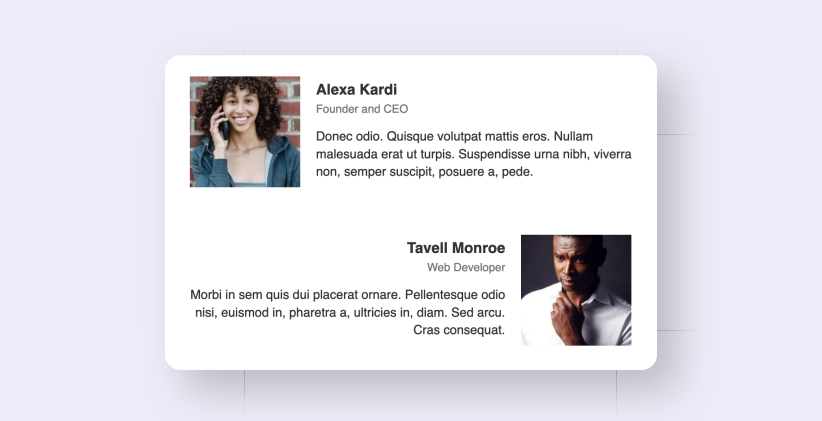 Alexa Kardi
Founder and CEO
Donec odio. Quisque volutpat mattis eros. Nullam
malesuada erat ut turpis. Suspendisse urna nibh, viverra
non, semper suscipit, posuere a, pede.
Tavell Monroe
Web Developer
Morbi in sem quis dui placerat ornare. Pellentesque odio
nisi, euismod in, pharetra a, ultricies in, diam. Sed arcu.
Cras consequat.